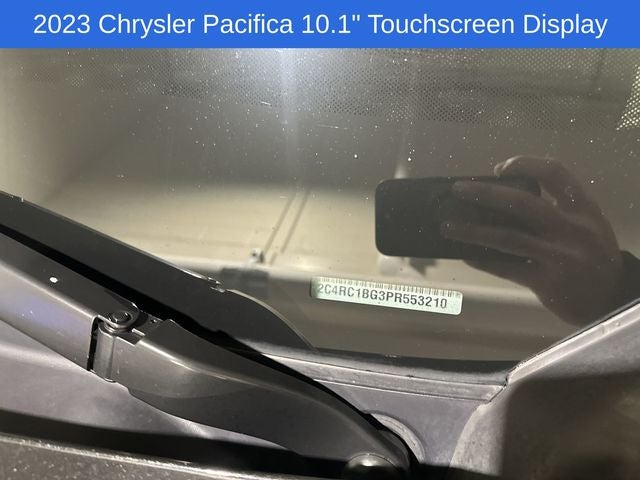 2023 Chrysler Pacifica 10.1" Touchscreen Display
2C4RC1BG3PR553210